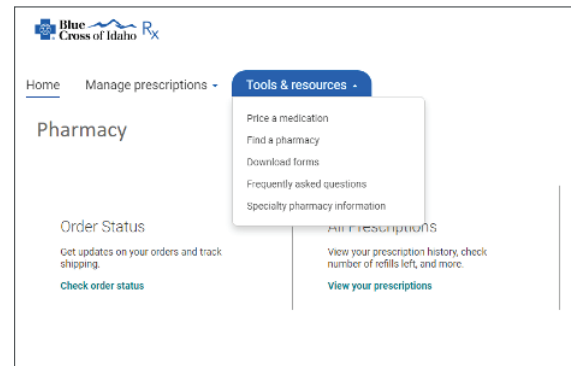 Blue
Cross of Idaho Rx
Home Manage prescriptions Tools & resources
Price a medication
Find a pharmacy
Download forms
Frequently asked questions
Specialty pharmacy information
Pharmacy
Order Status
Get updates on your orders and track
shipping.
Check order status
All Prescriptions
View your prescription history, check
number of refills left, and more.
View your prescriptions